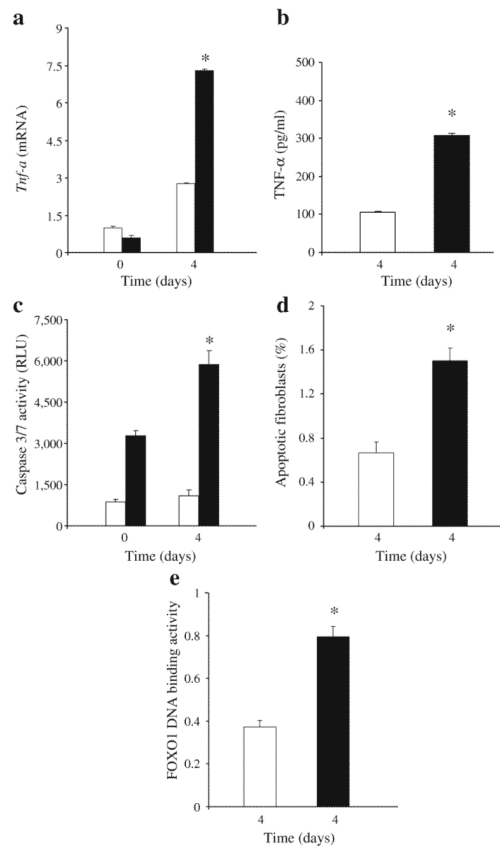 a
9
7.5
6
4.5
3
1.5
0
Tnf-a (mRNA)
*
0 4
Time (days)
b
500
400
300
200
100
0
TNF-α (pg/ml)
*
4 4
Time (days)
c
7,500
6,000
4,500
3,000
1,500
0
Caspase 3/7 activity (RLU)
*
0 4
Time (days)
d
2
1.6
1.2
0.8
0.4
0
Apoptotic fibroblasts (%)
*
4 4
Time (days)
e
1
0.8
0.6
0.4
0.2
0
FOXO1 DNA binding activity
*
4 4
Time (days)